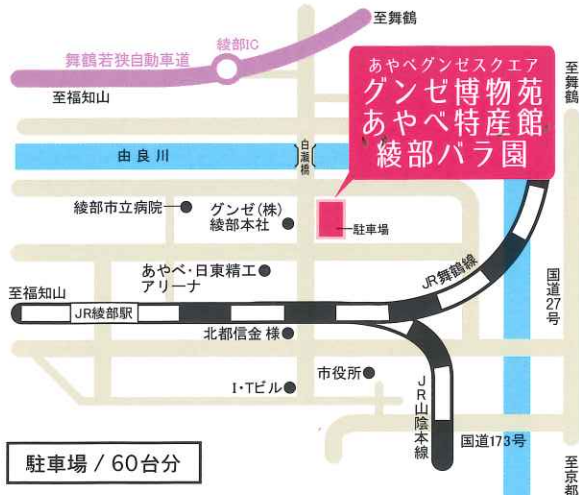 至舞鶴
綾部IC
舞鶴若狭自動車道
至福知山
あやべグンゼスクエア
グンゼ博物苑
あやべ特産館
綾部バラ園
至舞鶴
由良川
白瀬橋
綾部市立病院
グンゼ(株)
綾部本社
駐車場
あやべ・日東精工
アリーナ
JR舞鶴線
国道27号
至福知山
JR綾部駅
北都信金 様
市役所
I・Tビル
JR山陰本線
国道173号
至京都
駐車場 / 60台分